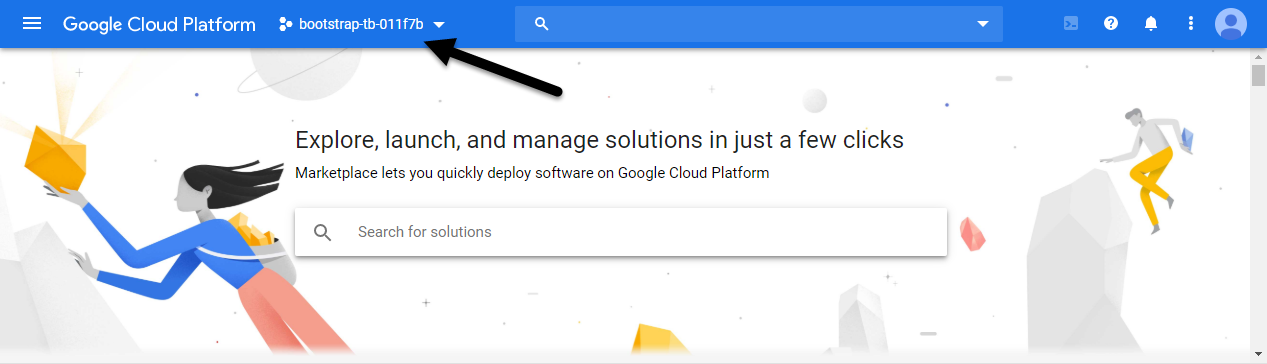 Google Cloud Platform bootstrap-tb-011f7b
Explore, launch, and manage solutions in just a few clicks
Marketplace lets you quickly deploy software on Google Cloud Platform
Search for solutions